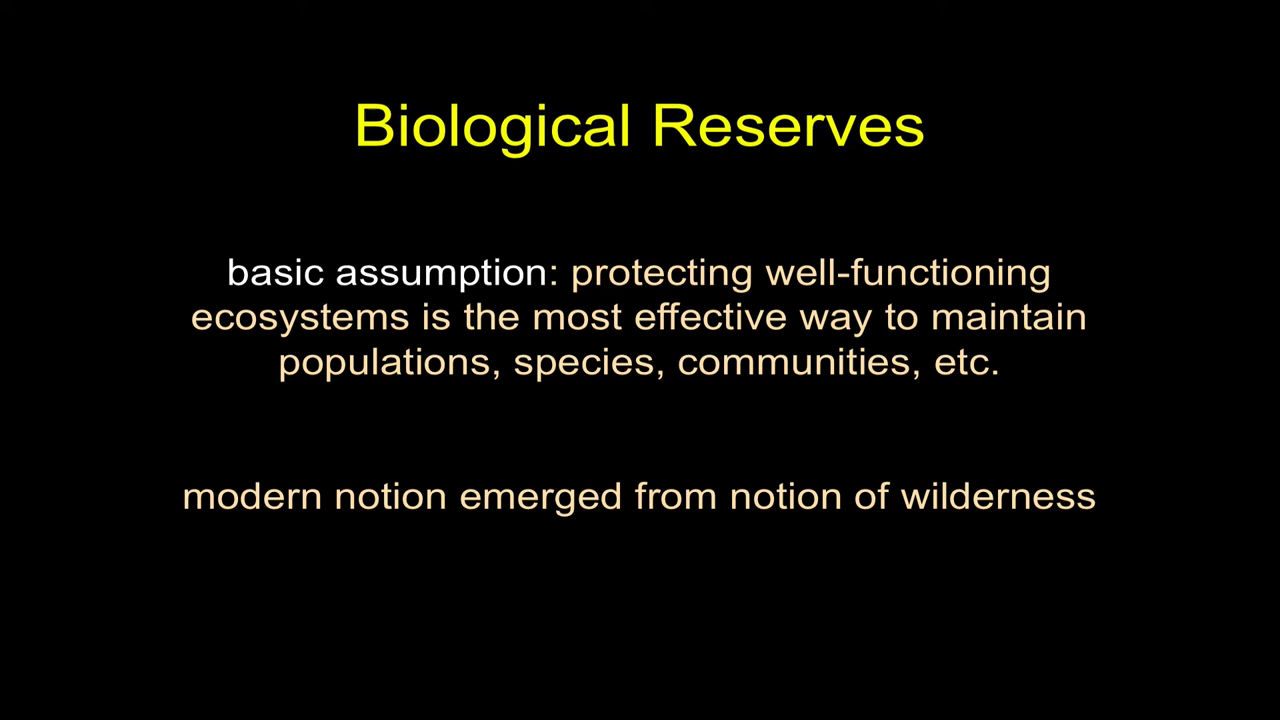 Biological Reserves
basic assumption: protecting well-functioning
ecosystems is the most effective way to maintain
populations, species, communities, etc.
modern notion emerged from notion of wilderness